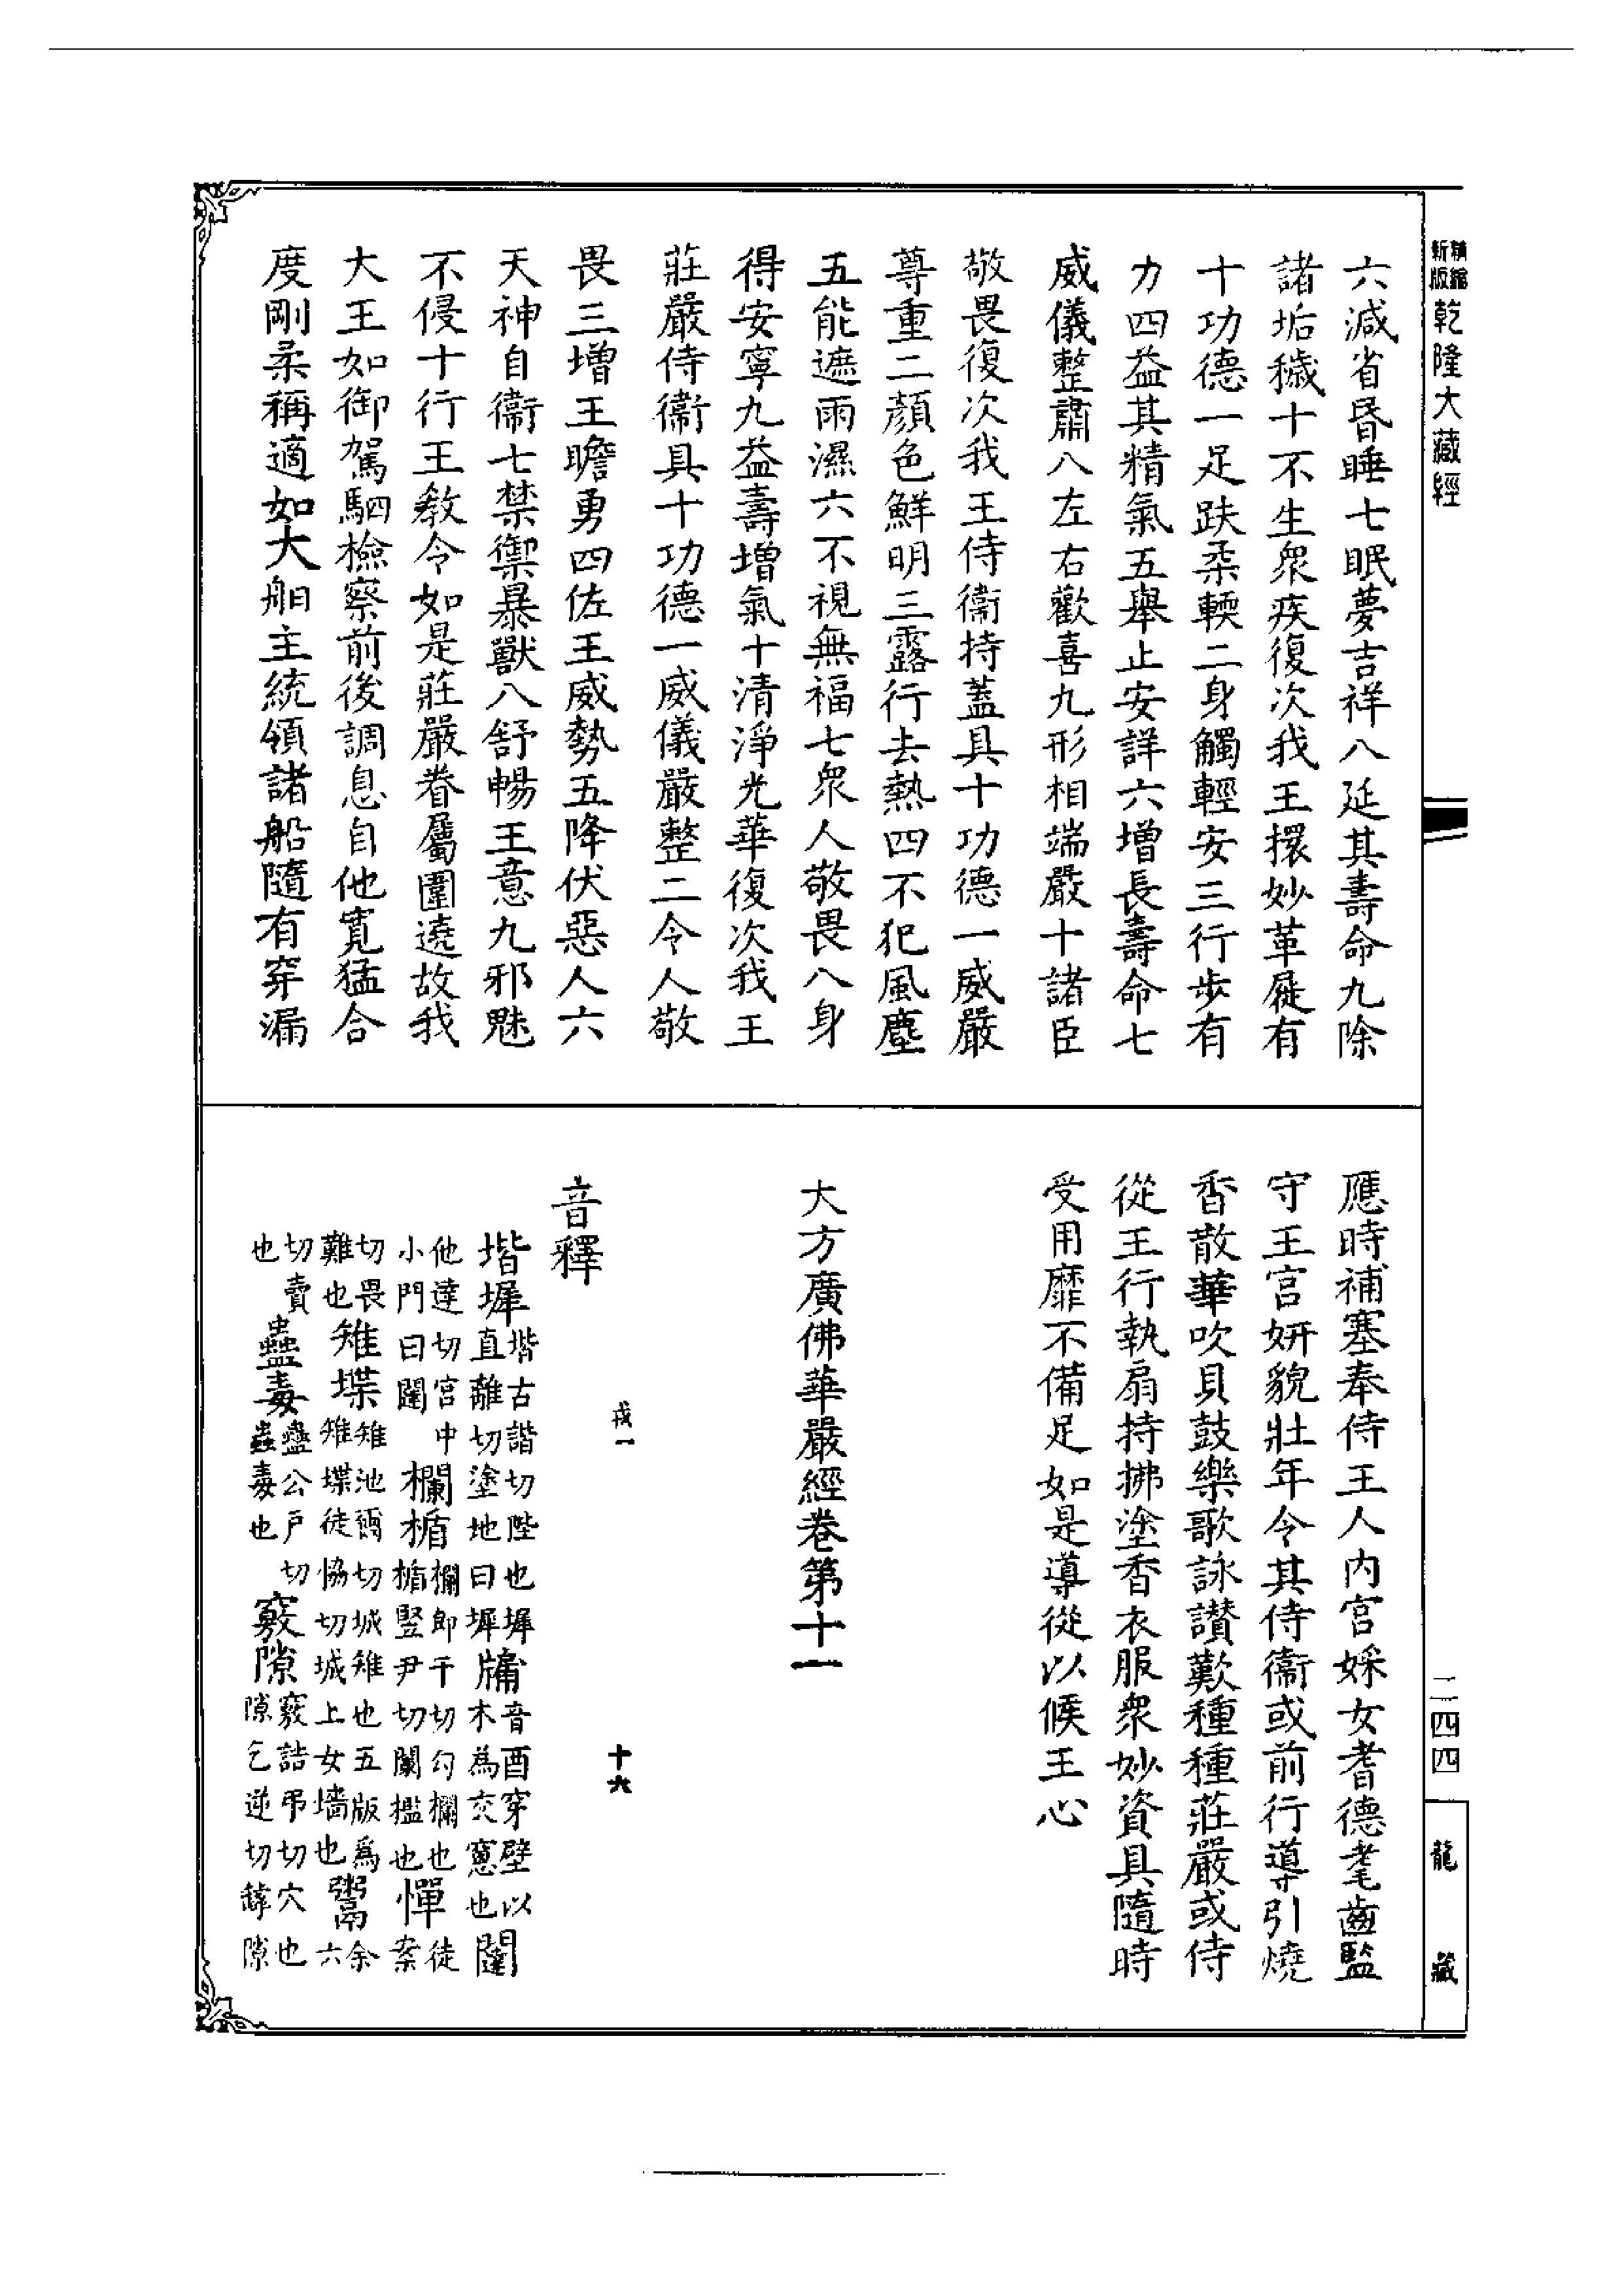 精縮
新版
乾隆大藏經
六減省昏睡七眠夢吉祥八延其壽命九除
諸垢穢十不生衆疾復次我王擐妙革屣有
十功德一足趺柔輭二身觸輕安三行步有
力四益其精氣五舉止安詳六增長壽命七
威儀整肅八左右歡喜九形相端嚴十諸臣
敬畏復次我王侍衞持蓋具十功德一威嚴
尊重二顏色鮮明三露行去熱四不犯風塵
五能遮雨濕六不視無福七衆人敬畏八身
得安寧九益壽增氣十清淨光華復次我王
莊嚴侍衞具十功德一威儀嚴整二令人敬
畏三增王瞻勇四佐王威勢五降伏惡人六
天神自衞七禁禦暴獸八舒暢王意九邪魅
不侵十行王教令如是莊嚴眷屬圍遶故我
大王如御駕駟檢察前後調息自他寬猛合
度剛柔稱適如大舶主統領諸船隨有穿漏
應時補塞奉侍王人內宮婇女耆德耄齒監
守王宮妍貌壯年令其侍衞或前行導引燒
香散華吹貝鼓樂歌詠讃歎種種莊嚴或侍
從王行執扇持拂塗香衣服衆妙資具隨時
受用靡不備足如是導從以候王心
大方廣佛華嚴經卷第十一
戎一
十六
音釋
堦墀堦古諧切陛也墀直離切塗地曰墀牗音酉穿壁以木為交窻也闥
他達切宮中小門曰闥欄楯欄郎干切勾欄也楯豎尹切闌檻也憚徒案
切畏難也雉堞雉池爾切城雉也五版爲雉堞徒協切城上女墻也鬻余六
切賣也蠱毒蠱公戶切蟲毒也竅隙竅詰弔切穴也隙乞逆切罅隙
二四四
龍藏